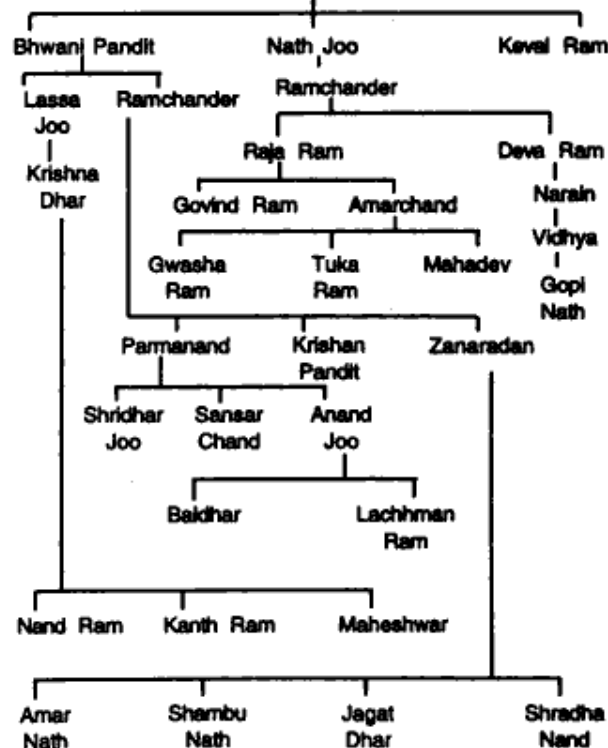 Bhwani Pandit Nath Joo Keval Ram
Lassa Ramchander Ramchander
Joo
Raja Ram Deva Ram
Krishna
Dhar Narain
Govind Ram Amarchand
Vidhya
Gwasha Tuka Mahadev
Ram Ram Gopi
Nath
Parmanand Krishan Zanaradan
Pandit
Shridhar Sansar Anand
Joo Chand Joo
Baldhar Lachhman
Ram
Nand Ram Kanth Ram Maheshwar
Amar Shambu Jagat Shradha
Nath Nath Dhar Nand